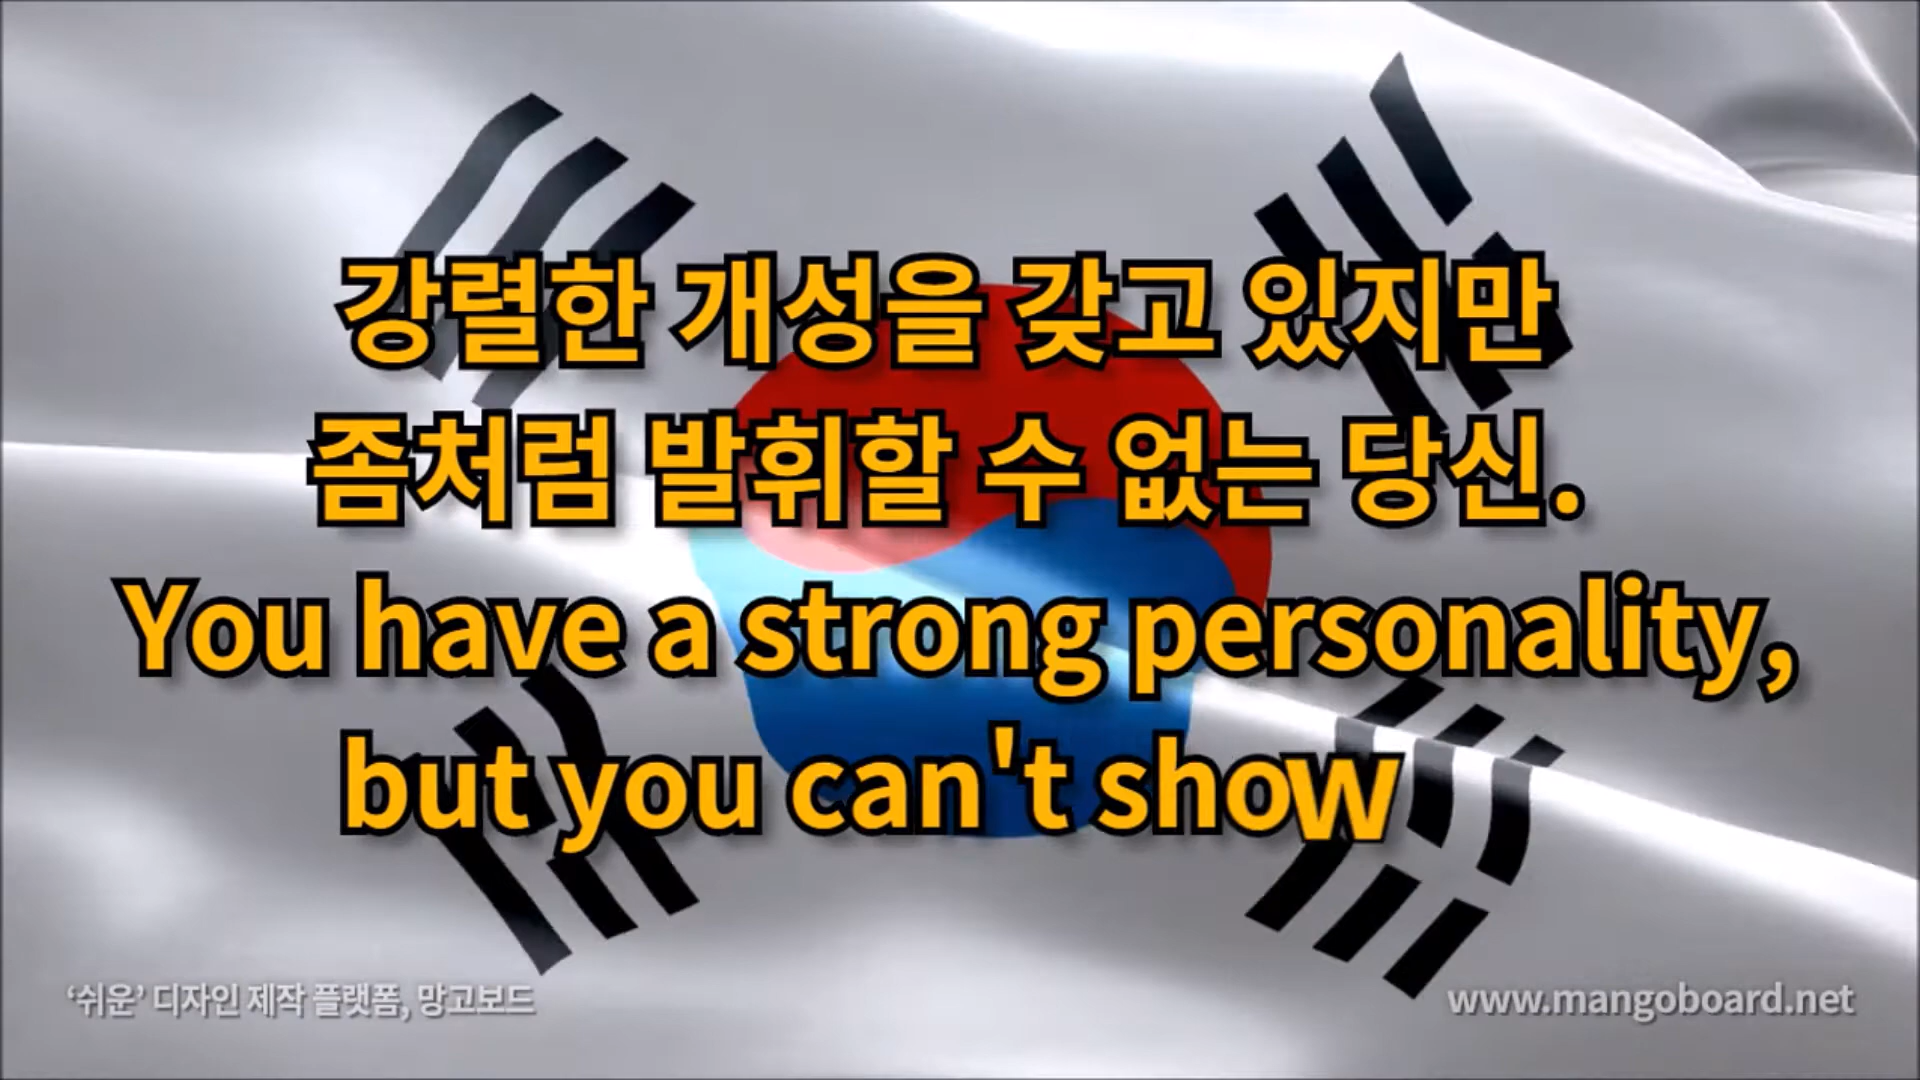 강렬한 개성을 갖고 있지만
좀처럼 발휘할 수 없는 당신.
You have a strong personality,
but you can't show
‘쉬운’ 디자인 제작 플랫폼, 망고보드
www.mangoboard.net